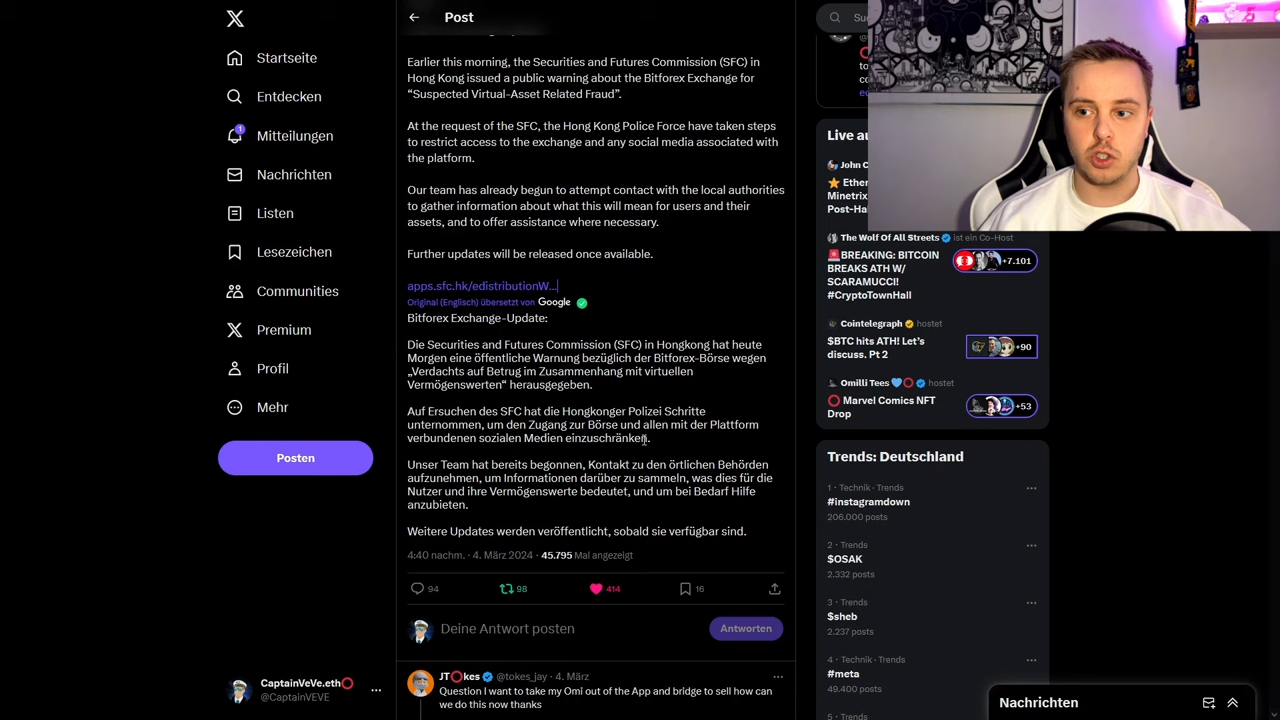 Startseite
Entdecken
1
Mitteilungen
Nachrichten
Listen
Lesezeichen
Communities
Premium
Profil
Mehr
Posten
CaptainVeVe.eth⭕
@CaptainVEVE
Post
Earlier this morning, the Securities and Futures Commission (SFC) in
Hong Kong issued a public warning about the Bitforex Exchange for
“Suspected Virtual-Asset Related Fraud”.
At the request of the SFC, the Hong Kong Police Force have taken steps
to restrict access to the exchange and any social media associated with
the platform.
Our team has already begun to attempt contact with the local authorities
to gather information about what this will mean for users and their
assets, and to offer assistance where necessary.
Further updates will be released once available.
apps.sfc.hk/edistributionW...
Original (Englisch) übersetzt von Google
Bitforex Exchange-Update:
Die Securities and Futures Commission (SFC) in Hongkong hat heute
Morgen eine öffentliche Warnung bezüglich der Bitforex-Börse wegen
„Verdachts auf Betrug im Zusammenhang mit virtuellen
Vermögenswerten“ herausgegeben.
Auf Ersuchen des SFC hat die Hongkonger Polizei Schritte
unternommen, um den Zugang zur Börse und allen mit der Plattform
verbundenen sozialen Medien einzuschränken.
Unser Team hat bereits begonnen, Kontakt zu den örtlichen Behörden
aufzunehmen, um Informationen darüber zu sammeln, was dies für die
Nutzer und ihre Vermögenswerte bedeutet, und um bei Bedarf Hilfe
anzubieten.
Weitere Updates werden veröffentlicht, sobald sie verfügbar sind.
4:40 nachm. · 4. März 2024 · 45.795 Mal angezeigt
94 98 414 16
Deine Antwort posten
Antworten
JT⭕kes @tokes_jay · 4. März
Question I want to take my Omi out of the App and bridge to sell how can
we do this now thanks
Su
to
co
Live au
John C
⭐ Ether
Minetrix
Post-Ha
The Wolf Of All Streets ist ein Co-Host
🚨BREAKING: BITCOIN
BREAKS ATH W/
SCARAMUCCI!
#CryptoTownHall
+7.101
Cointelegraph hostet
$BTC hits ATH! Let’s
discuss. Pt 2
+90
Omilli Tees 💙⭕ hostet
⭕ Marvel Comics NFT
Drop
+53
Trends: Deutschland
1 · Technik · Trends
#instagramdown
206.000 posts
2 · Trends
$OSAK
2.332 posts
3 · Trends
$sheb
2.237 posts
4 · Technik · Trends
#meta
49.400 posts
Nachrichten